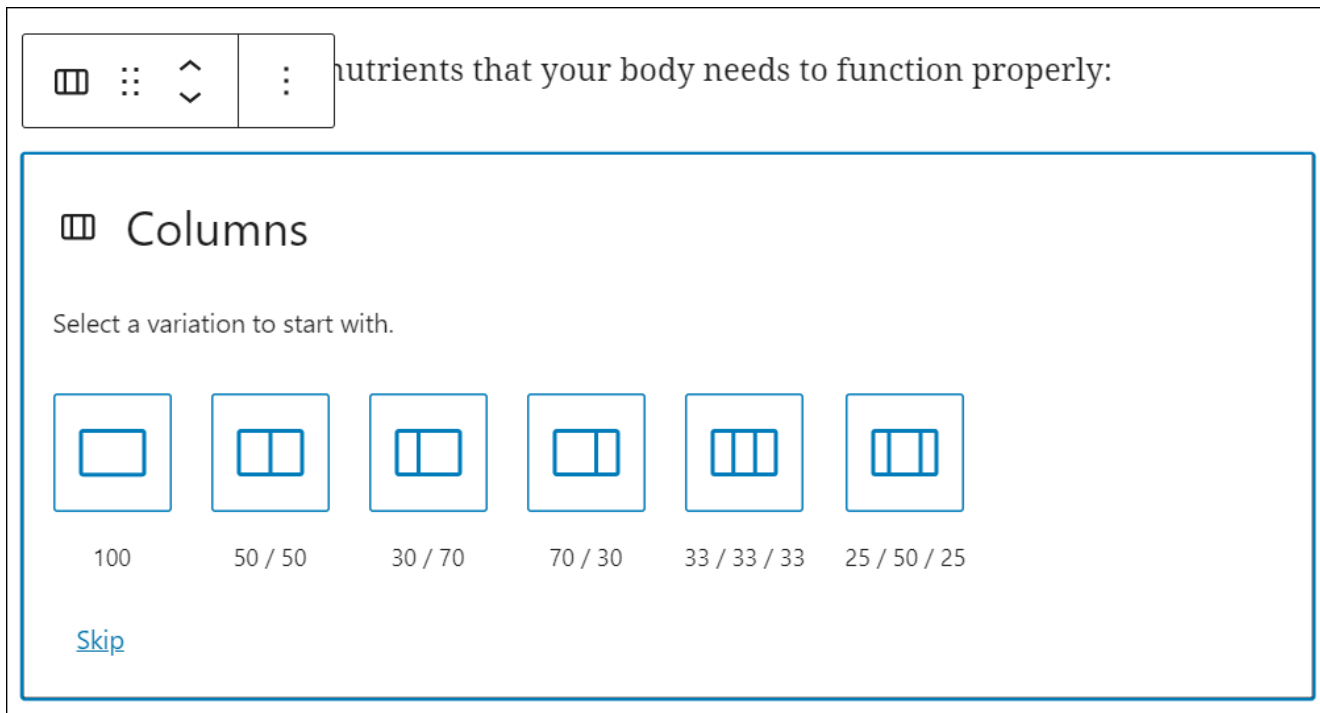 nutrients that your body needs to function properly:
Columns
Select a variation to start with.
100
50 / 50
30 / 70
70 / 30
33 / 33 / 33
25 / 50 / 25
Skip